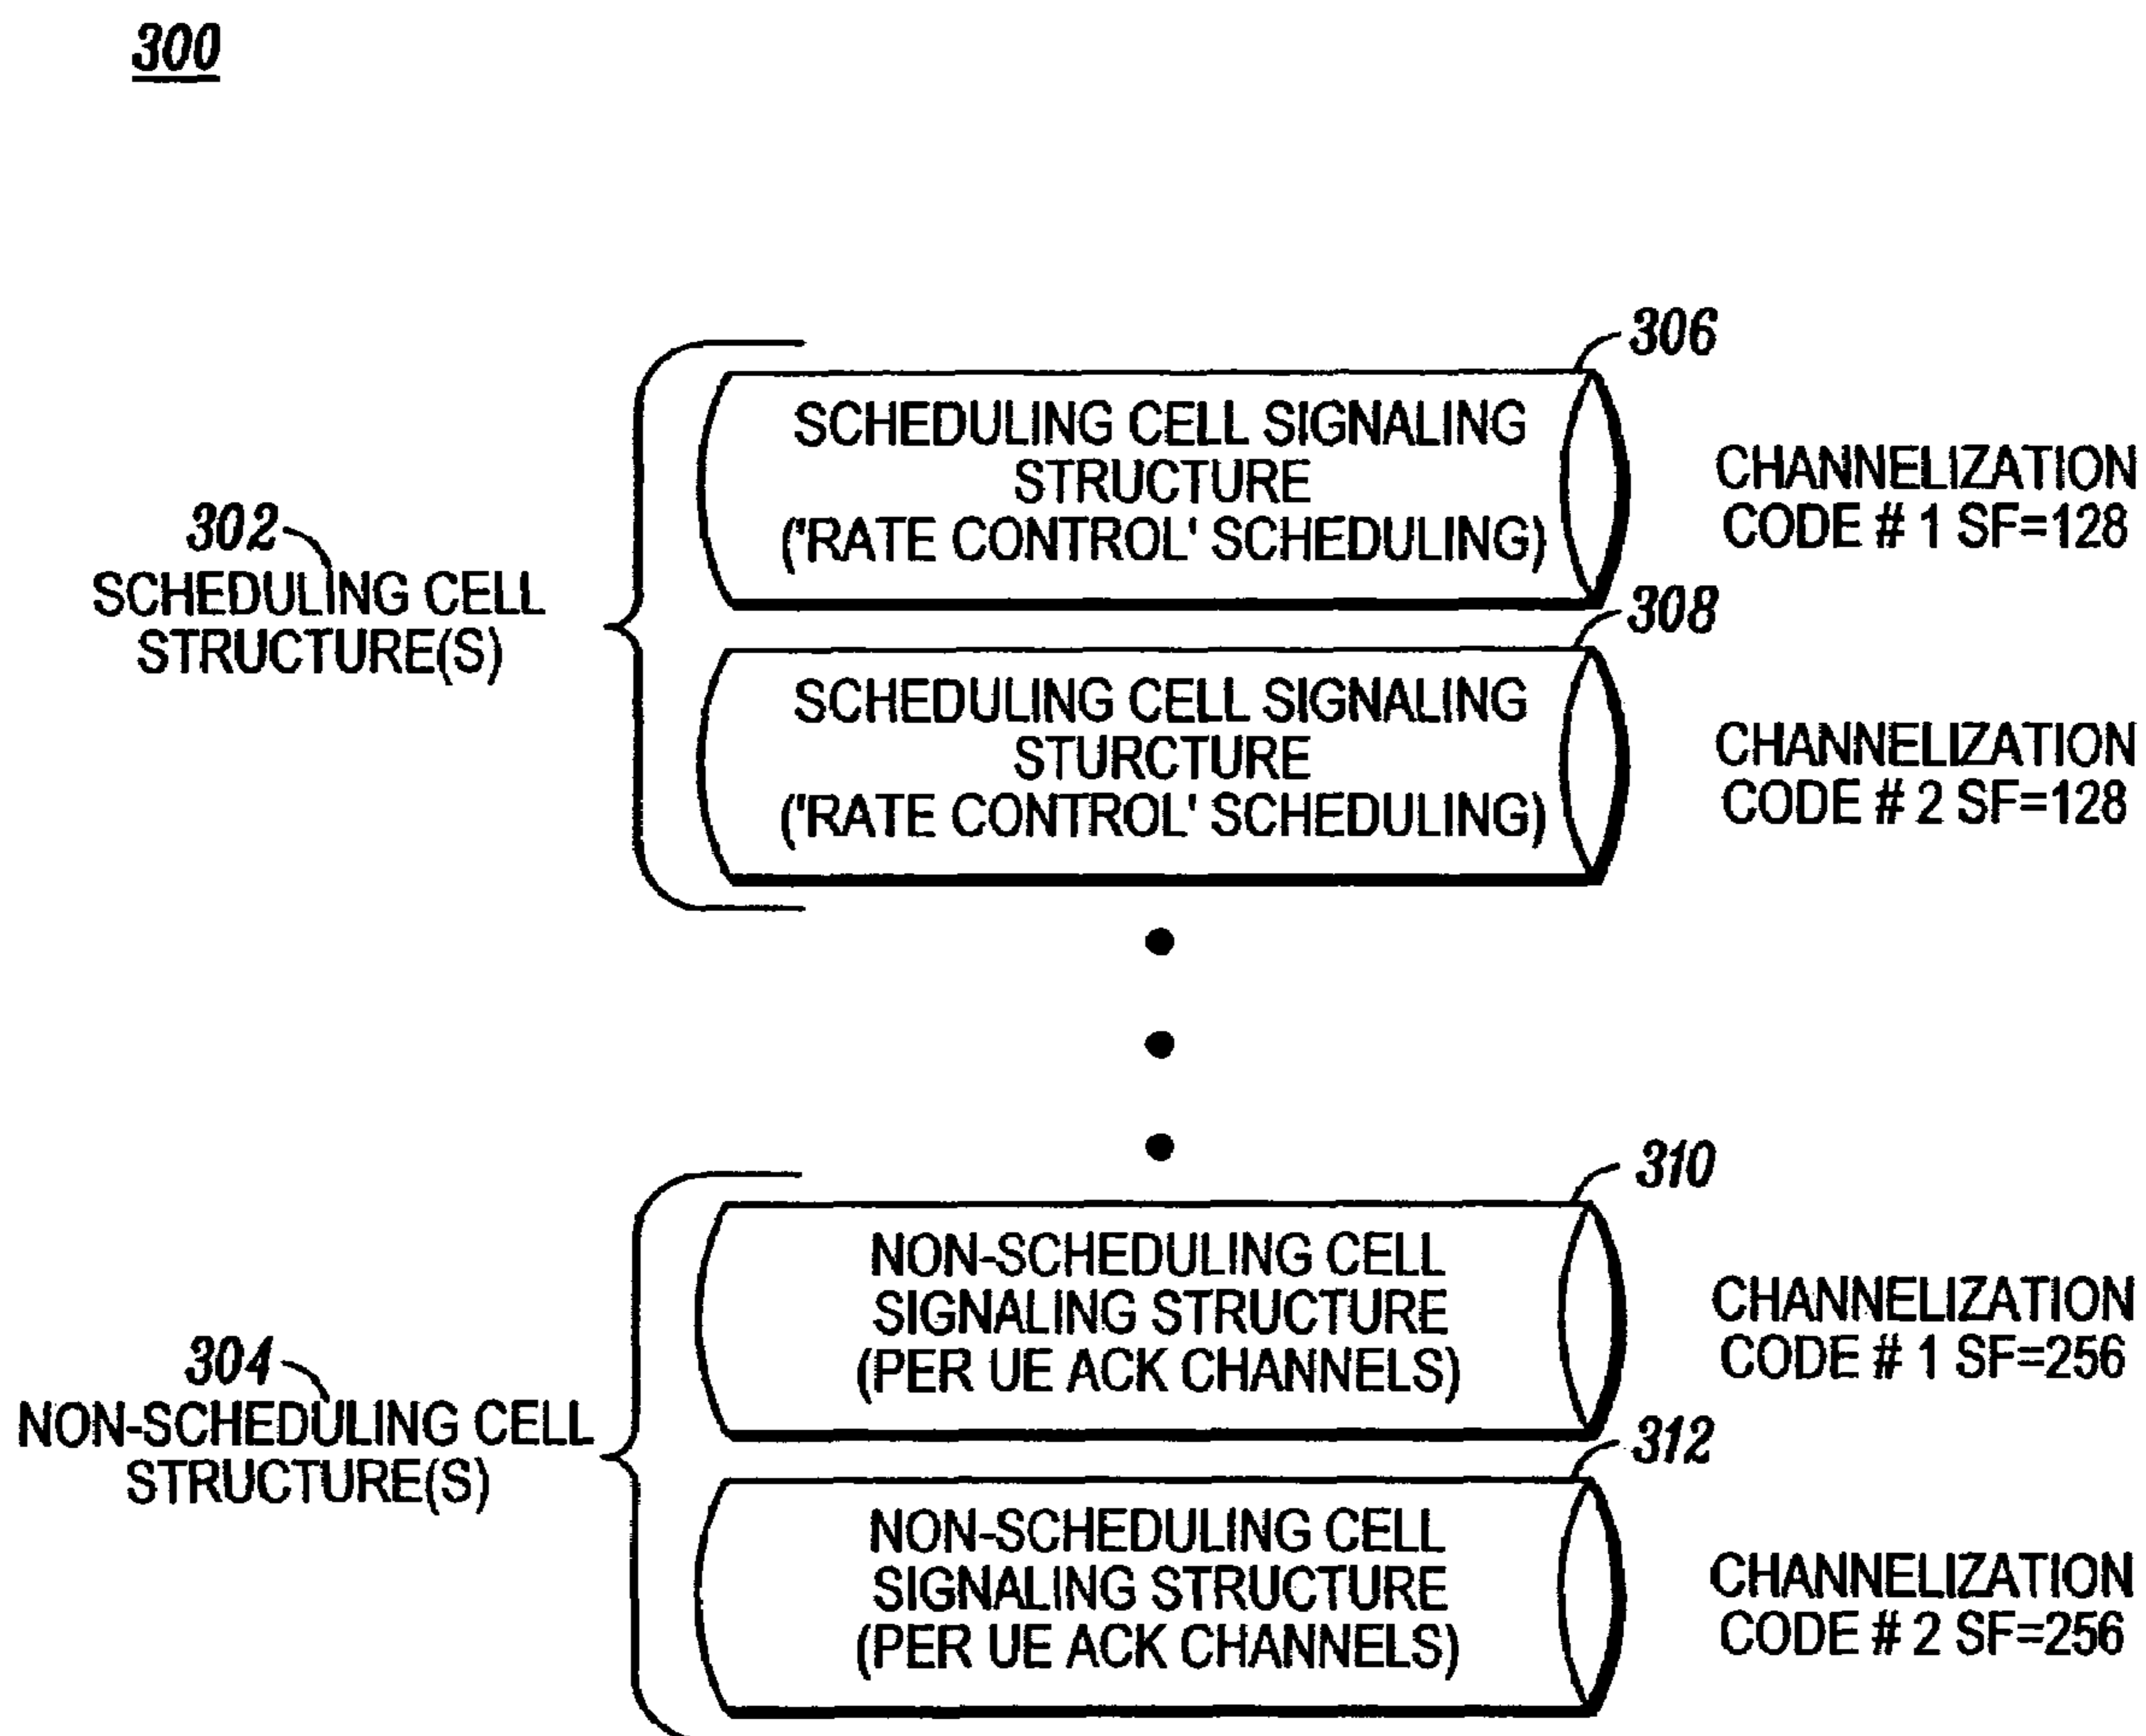 300
306
SCHEDULING CELL SIGNALING
STRUCTURE
('RATE CONTROL' SCHEDULING)
CHANNELIZATION
CODE # 1 SF=128
302
SCHEDULING CELL
STRUCTURE(S)
308
SCHEDULING CELL SIGNALING
STURCTURE
('RATE CONTROL' SCHEDULING)
CHANNELIZATION
CODE # 2 SF=128
310
NON-SCHEDULING CELL
SIGNALING STRUCTURE
(PER UE ACK CHANNELS)
CHANNELIZATION
CODE # 1 SF=256
304
NON-SCHEDULING CELL
STRUCTURE(S)
312
NON-SCHEDULING CELL
SIGNALING STRUCTURE
(PER UE ACK CHANNELS)
CHANNELIZATION
CODE # 2 SF=256